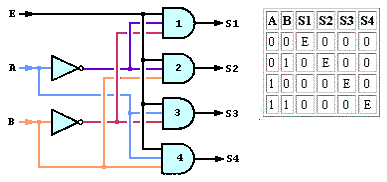 E
1
S1
A
2
S2
3
S3
B
4
S4
A B S1 S2 S3 S4
0 0 E 0 0 0
0 1 0 E 0 0
1 0 0 0 E 0
1 1 0 0 0 E